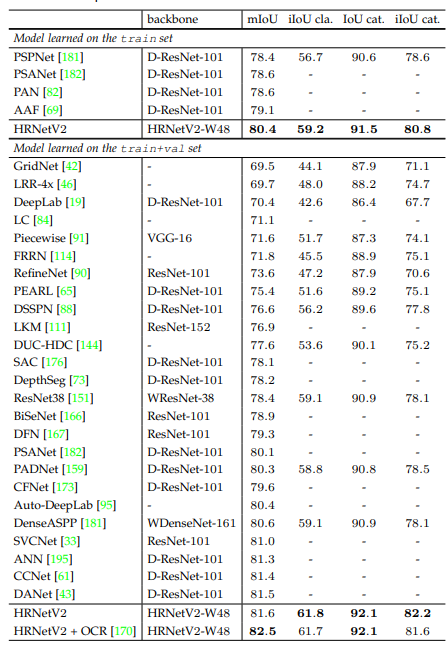 backbone mIoU iIoU cla. IoU cat. iIoU cat.
Model learned on the train set
PSPNet [181] D-ResNet-101 78.4 56.7 90.6 78.6
PSANet [182] D-ResNet-101 78.6 - - -
PAN [82] D-ResNet-101 78.6 - - -
AAF [69] D-ResNet-101 79.1 - - -
HRNetV2 HRNetV2-W48 80.4 59.2 91.5 80.8
Model learned on the train+val set
GridNet [42] - 69.5 44.1 87.9 71.1
LRR-4x [46] - 69.7 48.0 88.2 74.7
DeepLab [19] D-ResNet-101 70.4 42.6 86.4 67.7
LC [84] - 71.1 - - -
Piecewise [91] VGG-16 71.6 51.7 87.3 74.1
FRRN [114] - 71.8 45.5 88.9 75.1
RefineNet [90] ResNet-101 73.6 47.2 87.9 70.6
PEARL [65] D-ResNet-101 75.4 51.6 89.2 75.1
DSSPN [88] D-ResNet-101 76.6 56.2 89.6 77.8
LKM [111] ResNet-152 76.9 - - -
DUC-HDC [144] - 77.6 53.6 90.1 75.2
SAC [176] D-ResNet-101 78.1 - - -
DepthSeg [73] D-ResNet-101 78.2 - - -
ResNet38 [151] WResNet-38 78.4 59.1 90.9 78.1
BiSeNet [166] ResNet-101 78.9 - - -
DFN [167] ResNet-101 79.3 - - -
PSANet [182] D-ResNet-101 80.1 - - -
PADNet [159] D-ResNet-101 80.3 58.8 90.8 78.5
CFNet [173] D-ResNet-101 79.6 - - -
Auto-DeepLab [95] - 80.4 - - -
DenseASPP [181] WDenseNet-161 80.6 59.1 90.9 78.1
SVCNet [33] ResNet-101 81.0 - - -
ANN [195] D-ResNet-101 81.3 - - -
CCNet [61] D-ResNet-101 81.4 - - -
DANet [43] D-ResNet-101 81.5 - - -
HRNetV2 HRNetV2-W48 81.6 61.8 92.1 82.2
HRNetV2 + OCR [170] HRNetV2-W48 82.5 61.7 92.1 81.6